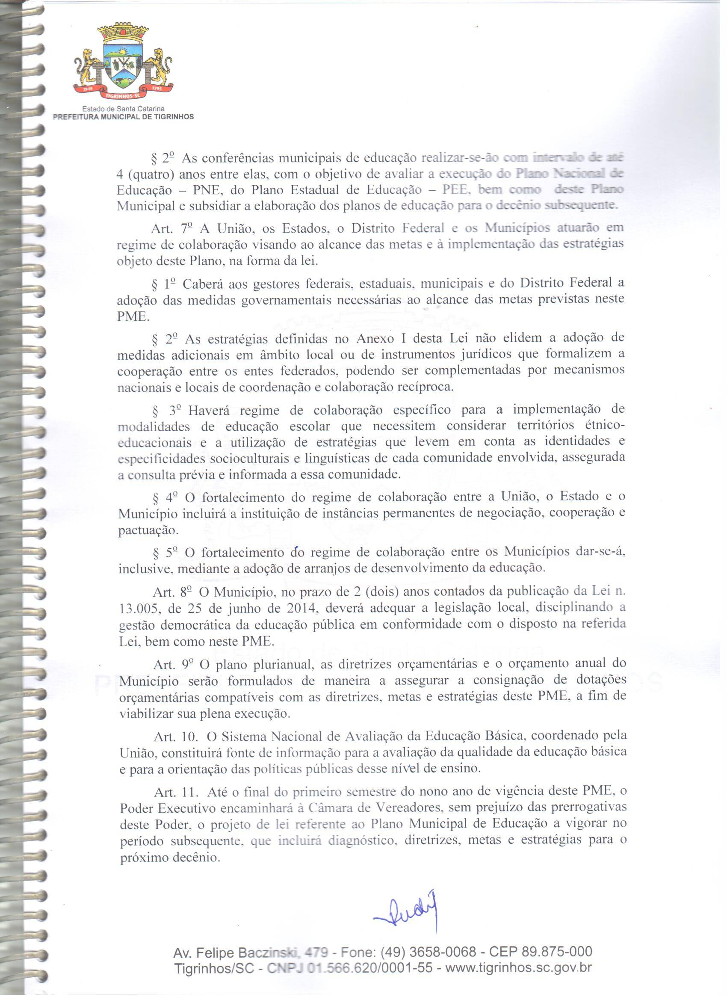 29-09
1995
TIGRINHOS-SC
Estado de Santa Catarina
PREFEITURA MUNICIPAL DE TIGRINHOS
§ 2º As conferências municipais de educação realizar-se-ão com intervalo de até
4 (quatro) anos entre elas, com o objetivo de avaliar a execução do Plano Nacional de
Educação – PNE, do Plano Estadual de Educação – PEE, bem como deste Plano
Municipal e subsidiar a elaboração dos planos de educação para o decênio subsequente.
Art. 7º A União, os Estados, o Distrito Federal e os Municípios atuarão em
regime de colaboração visando ao alcance das metas e à implementação das estratégias
objeto deste Plano, na forma da lei.
§ 1º Caberá aos gestores federais, estaduais, municipais e do Distrito Federal a
adoção das medidas governamentais necessárias ao alcance das metas previstas neste
PME.
§ 2º As estratégias definidas no Anexo I desta Lei não elidem a adoção de
medidas adicionais em âmbito local ou de instrumentos jurídicos que formalizem a
cooperação entre os entes federados, podendo ser complementadas por mecanismos
nacionais e locais de coordenação e colaboração recíproca.
§ 3º Haverá regime de colaboração específico para a implementação de
modalidades de educação escolar que necessitem considerar territórios étnico-
educacionais e a utilização de estratégias que levem em conta as identidades e
especificidades socioculturais e linguísticas de cada comunidade envolvida, assegurada
a consulta prévia e informada a essa comunidade.
§ 4º O fortalecimento do regime de colaboração entre a União, o Estado e o
Município incluirá a instituição de instâncias permanentes de negociação, cooperação e
pactuação.
§ 5º O fortalecimento do regime de colaboração entre os Municípios dar-se-á,
inclusive, mediante a adoção de arranjos de desenvolvimento da educação.
Art. 8º O Município, no prazo de 2 (dois) anos contados da publicação da Lei n.
13.005, de 25 de junho de 2014, deverá adequar a legislação local, disciplinando a
gestão democrática da educação pública em conformidade com o disposto na referida
Lei, bem como neste PME.
Art. 9º O plano plurianual, as diretrizes orçamentárias e o orçamento anual do
Município serão formulados de maneira a assegurar a consignação de dotações
orçamentárias compatíveis com as diretrizes, metas e estratégias deste PME, a fim de
viabilizar sua plena execução.
Art. 10. O Sistema Nacional de Avaliação da Educação Básica, coordenado pela
União, constituirá fonte de informação para a avaliação da qualidade da educação básica
e para a orientação das políticas públicas desse nível de ensino.
Art. 11. Até o final do primeiro semestre do nono ano de vigência deste PME, o
Poder Executivo encaminhará à Câmara de Vereadores, sem prejuízo das prerrogativas
deste Poder, o projeto de lei referente ao Plano Municipal de Educação a vigorar no
período subsequente, que incluirá diagnóstico, diretrizes, metas e estratégias para o
próximo decênio.
Av. Felipe Baczinski, 479 - Fone: (49) 3658-0068 - CEP 89.875-000
Tigrinhos/SC - CNPJ 01.566.620/0001-55 - www.tigrinhos.sc.gov.br